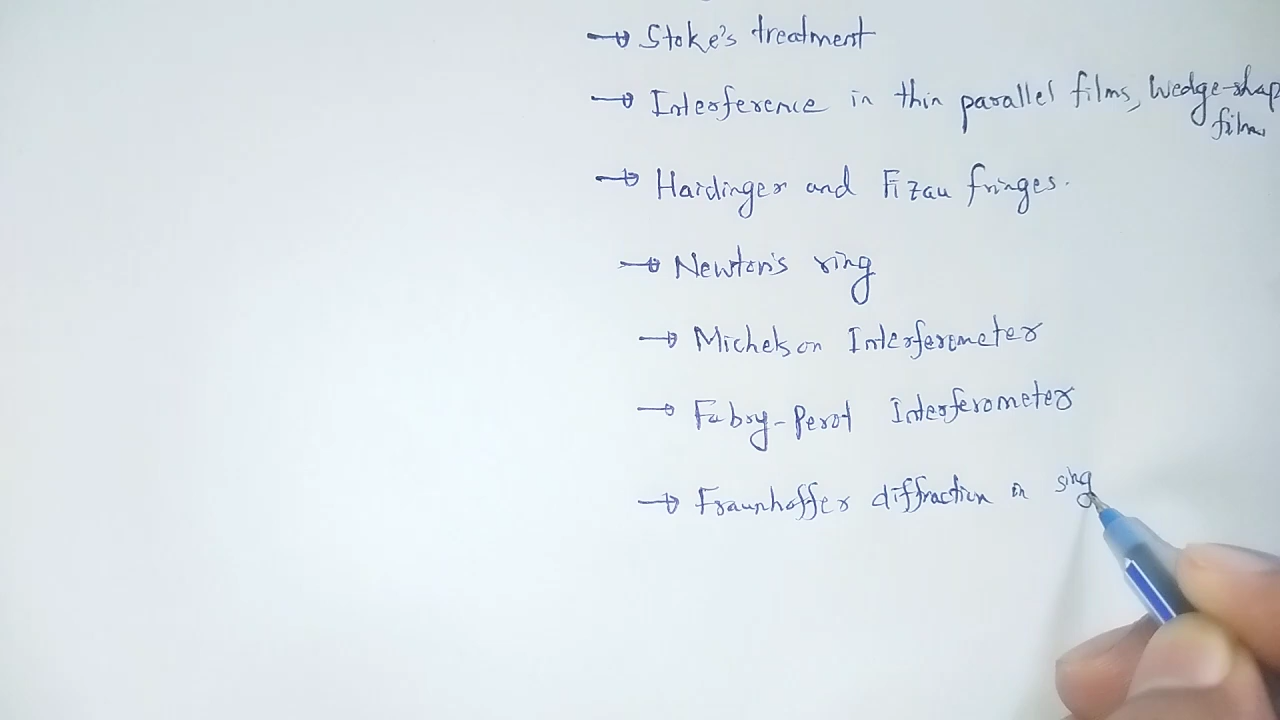 → Stoke's treatment
→ Interference in thin parallel films, Wedge-shap
film
→ Haidinger and Fizau fringes.
→ Newton's ring
→ Michelson Interferometer
→ Fabry-Perot Interferometer
→ Fraunhoffer diffraction in sing